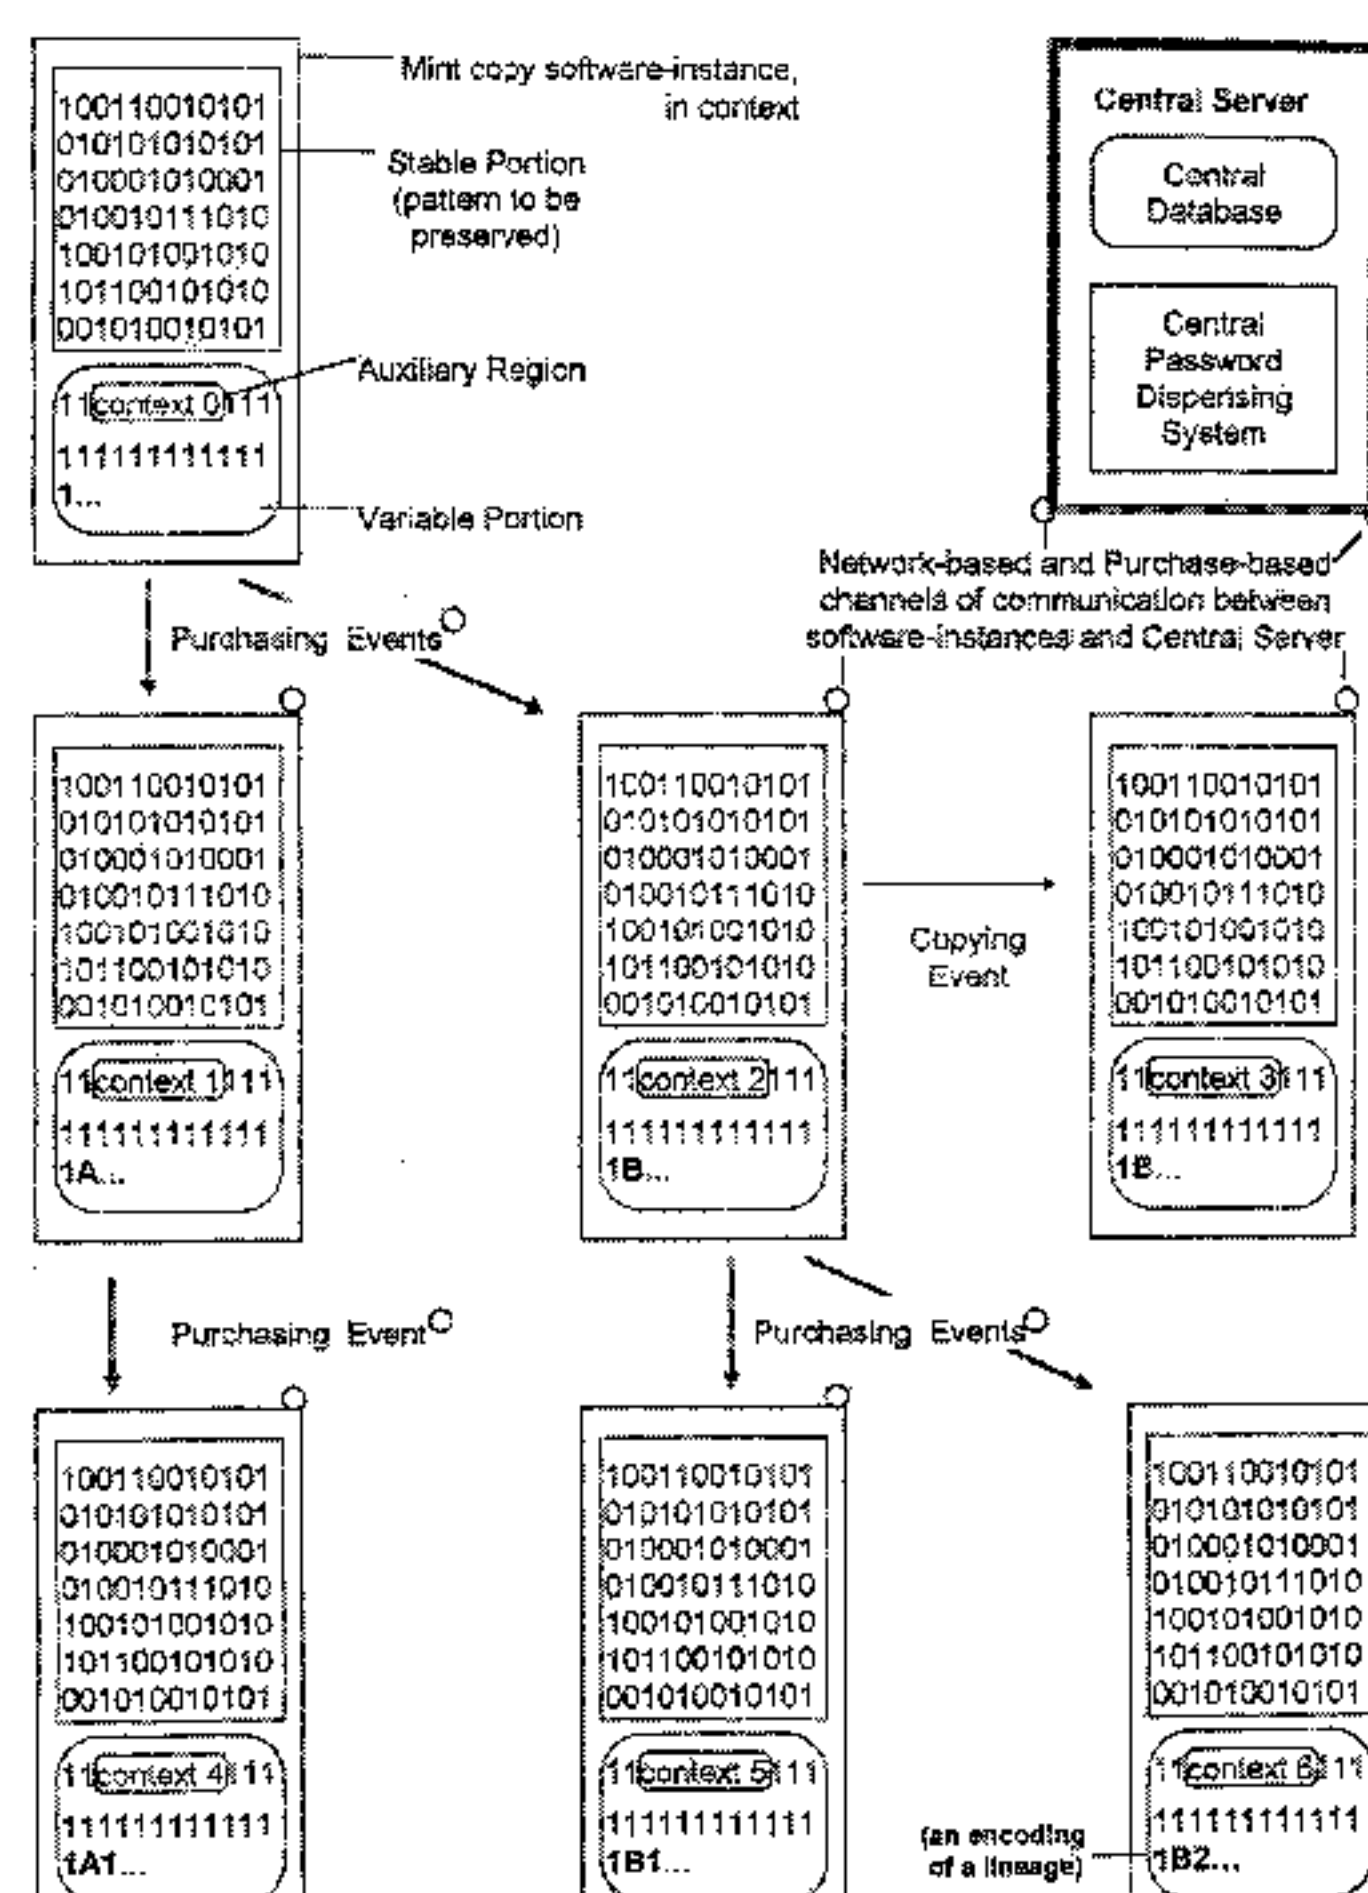 Mint copy software-instance,
in context
100110010101
010101010101
010001010001
010010111010
100101001010
101100101010
001010010101
Stable Portion
(pattern to be
preserved)
Auxiliary Region
11context 0111
111111111111
1...
Variable Portion
Central Server
Central
Database
Central
Password
Dispensing
System
Network-based and Purchase-based
channels of communication between
software-instances and Central Server
Purchasing Events
100110010101
010101010101
010001010001
010010111010
100101001010
101100101010
001010010101
11context 1111
111111111111
1A...
100110010101
010101010101
010001010001
010010111010
100101001010
101100101010
001010010101
11context 2111
111111111111
1B...
Copying
Event
100110010101
010101010101
010001010001
010010111010
100101001010
101100101010
001010010101
11context 3111
111111111111
1B...
Purchasing Event
Purchasing Events
100110010101
010101010101
010001010001
010010111010
100101001010
101100101010
001010010101
11context 4111
111111111111
1A1...
100110010101
010101010101
010001010001
010010111010
100101001010
101100101010
001010010101
11context 5111
111111111111
1B1...
100110010101
010101010101
010001010001
010010111010
100101001010
101100101010
001010010101
11context 6111
111111111111
1B2...
(an encoding
of a lineage)